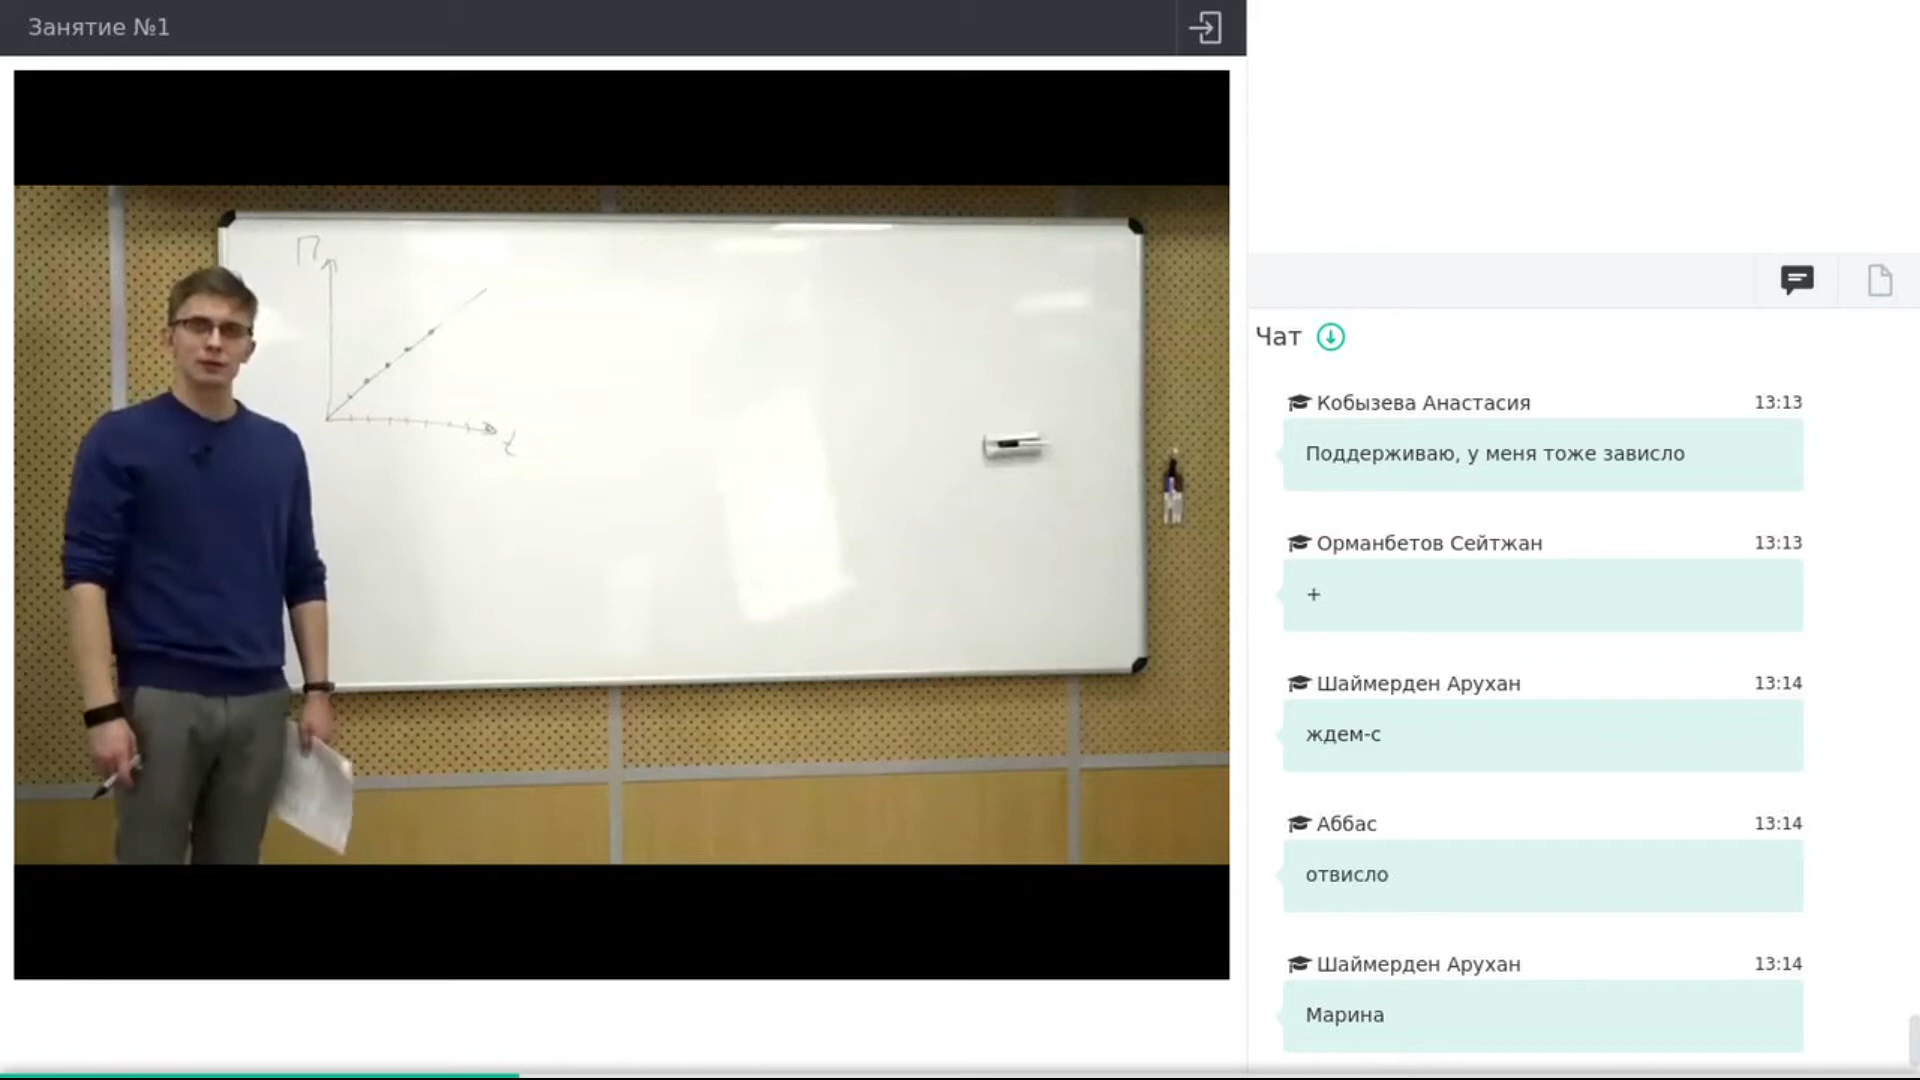 Занятие №1
П
t
Чат
Кобызева Анастасия 13:13
Поддерживаю, у меня тоже зависло
Орманбетов Сейтжан 13:13
+
Шаймерден Арухан 13:14
ждем-с
Аббас 13:14
отвисло
Шаймерден Арухан 13:14
Марина